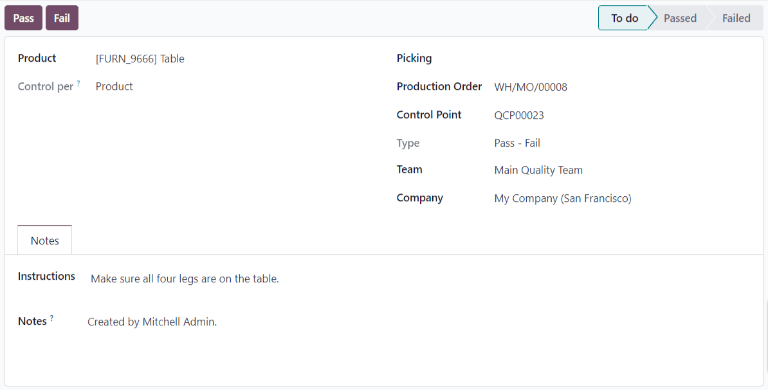 Pass Fail To do Passed Failed
Product [FURN_9666] Table Picking
Control per ? Product Production Order WH/MO/00008
Control Point QCP00023
Type Pass - Fail
Team Main Quality Team
Company My Company (San Francisco)
Notes
Instructions Make sure all four legs are on the table.
Notes ? Created by Mitchell Admin.